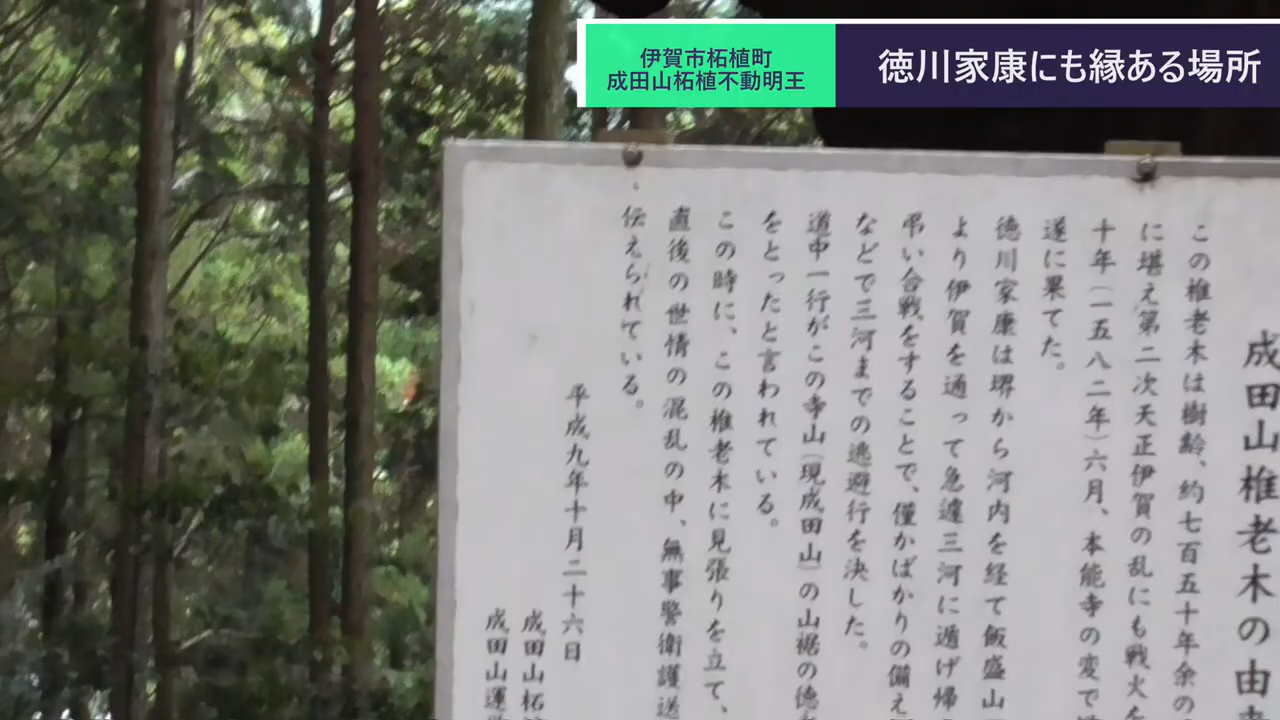 伊賀市柘植町
成田山柘植不動明王
徳川家康にも縁ある場所
成田山椎老木の由
この椎老木は樹齢、約七百五十年余の
に堪え第二次天正伊賀の乱にも戦火を
十年(一五八二年)六月、本能寺の変で
遂に果てた。
徳川家康は堺から河内を経て飯盛山
より伊賀を通って急遽三河に遁げ帰
弔い合戦をすることで、僅かばかりの備え
などで三河までの逃避行を決した。
道中一行がこの寺山(現成田山)の山裾の徳
をとったと言われている。
この時に、この椎老木に見張りを立て、
直後の世情の混乱の中、無事警衛護送
伝えられている。
平成九年十月二十六日
成田山柘
成田山運